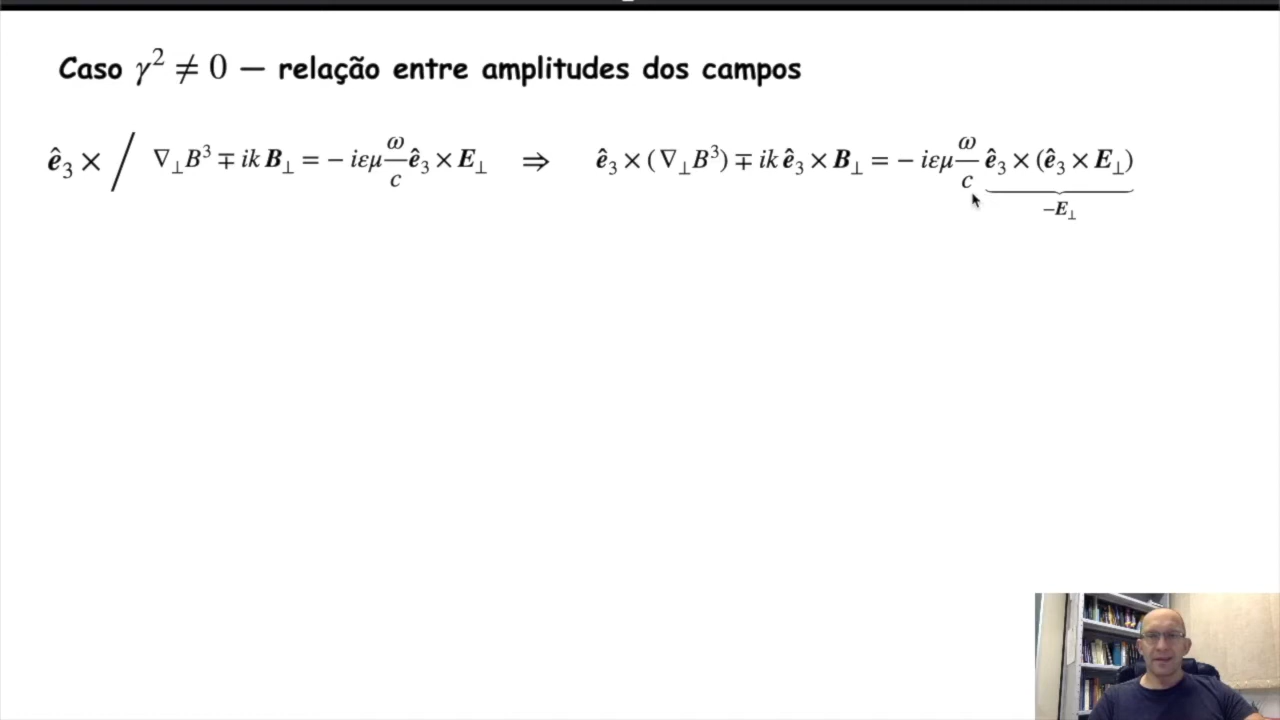 Caso γ² ≠ 0 — relação entre amplitudes dos campos
ê₃ × / ∇⊥B³ ∓ ik B⊥ = − iεμ ω/c ê₃ × E⊥ ⇒ ê₃ × (∇⊥B³) ∓ ik ê₃ × B⊥ = − iεμ ω/c ê₃ × (ê₃ × E⊥)
−E⊥